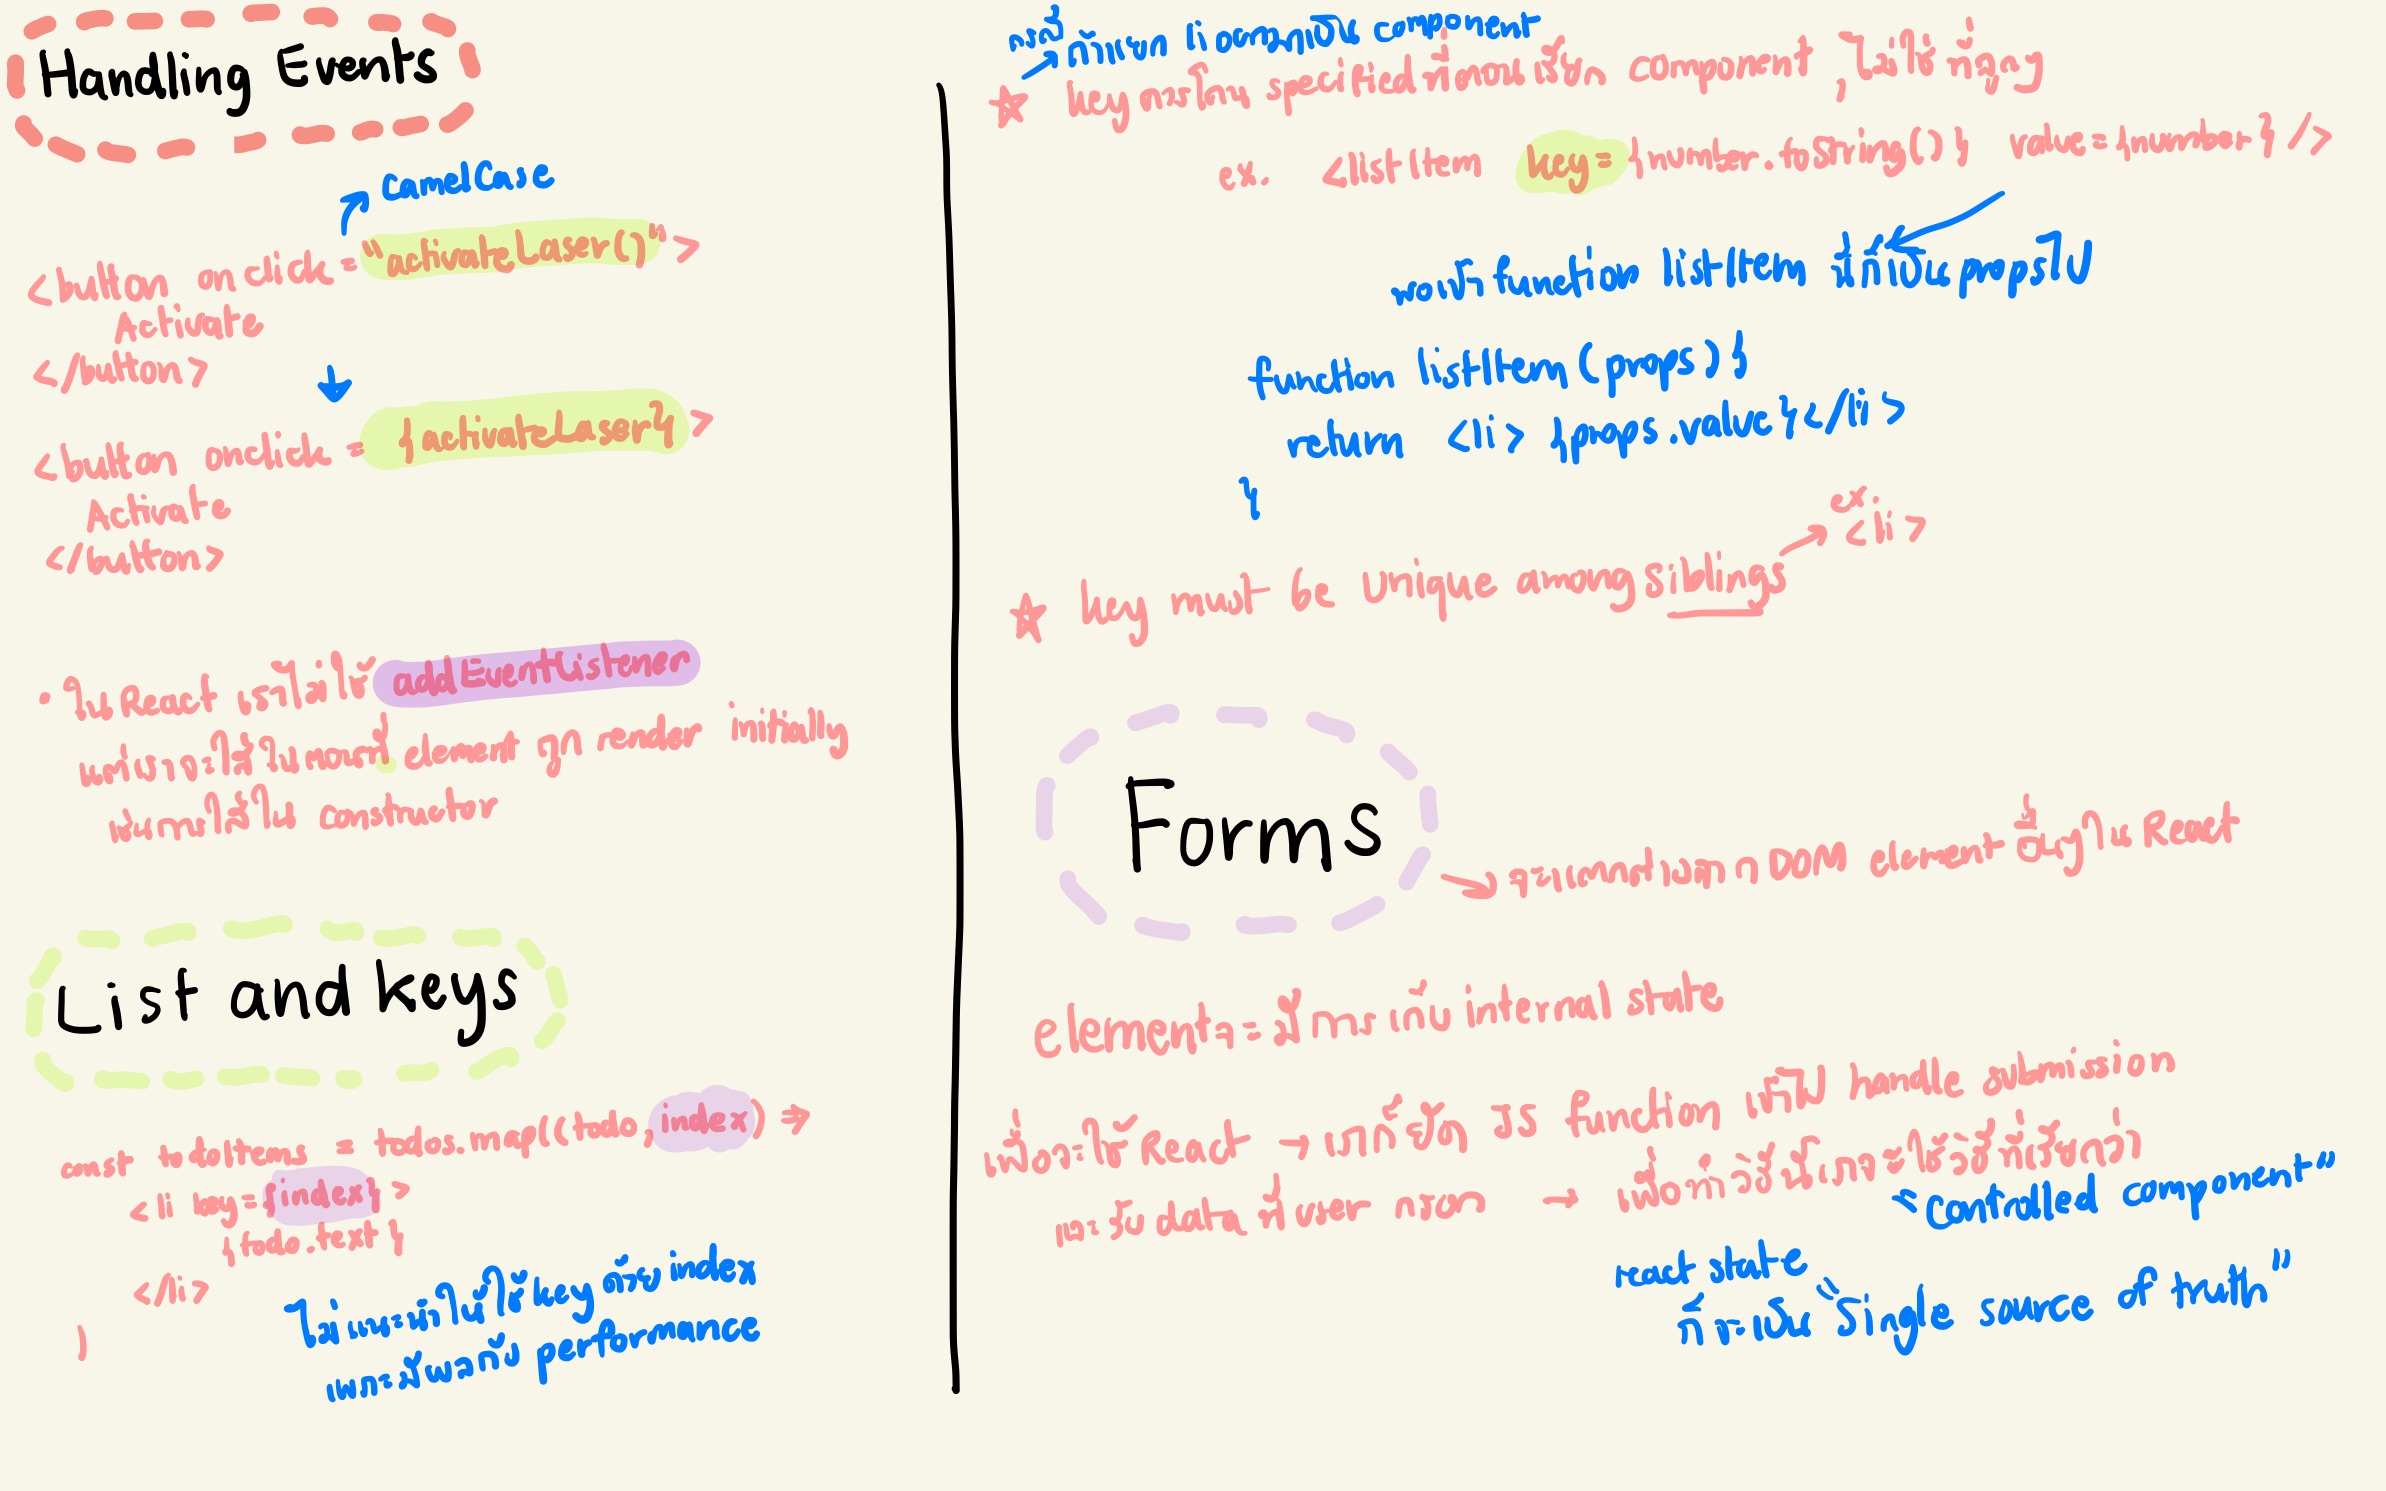 Handling Events
camelCase
<button onclick = "activateLaser()" >
Activate
</button>
<button onclick = {activateLaser} >
Activate
</button>
• ใน React เราไม่ใช้ addEventListener
แต่เราจะใส่ในตอนที่ element ถูก render initially
เช่นการใส่ใน constructor
List and keys
const todoItems = todos.map((todo, index) =>
<li key={index} >
{todo.text}
</li>
)
ไม่แนะนำให้ใช้ key ด้วย index
เพราะมีผลกับ performance
กรณี ถ้าแยก li ออกมาเป็น component
☆ key ควรโดน specified ที่ตอนเรียก component , ไม่ใช่ที่ลูก
ex. <listItem key= {number.toString()} value={number} />
พอเข้า function listItem นี่ก็เป็น props ไป
function listItem (props) {
return <li> {props.value} </li>
}
ex.
<li>
☆ key must be unique among siblings
Forms
จะแตกต่างจาก DOM element อื่นๆ ใน React
element จะมีการเก็บ internal state
เพื่อจะใช้ React → เราก็ยัด JS function เข้าไป handle submission
และรับ data ที่ user กรอก → เพื่อทำวิธีนี้เราจะใช้วิธีที่เรียกว่า
"controlled component"
react state
ก็จะเป็น "single source of truth"